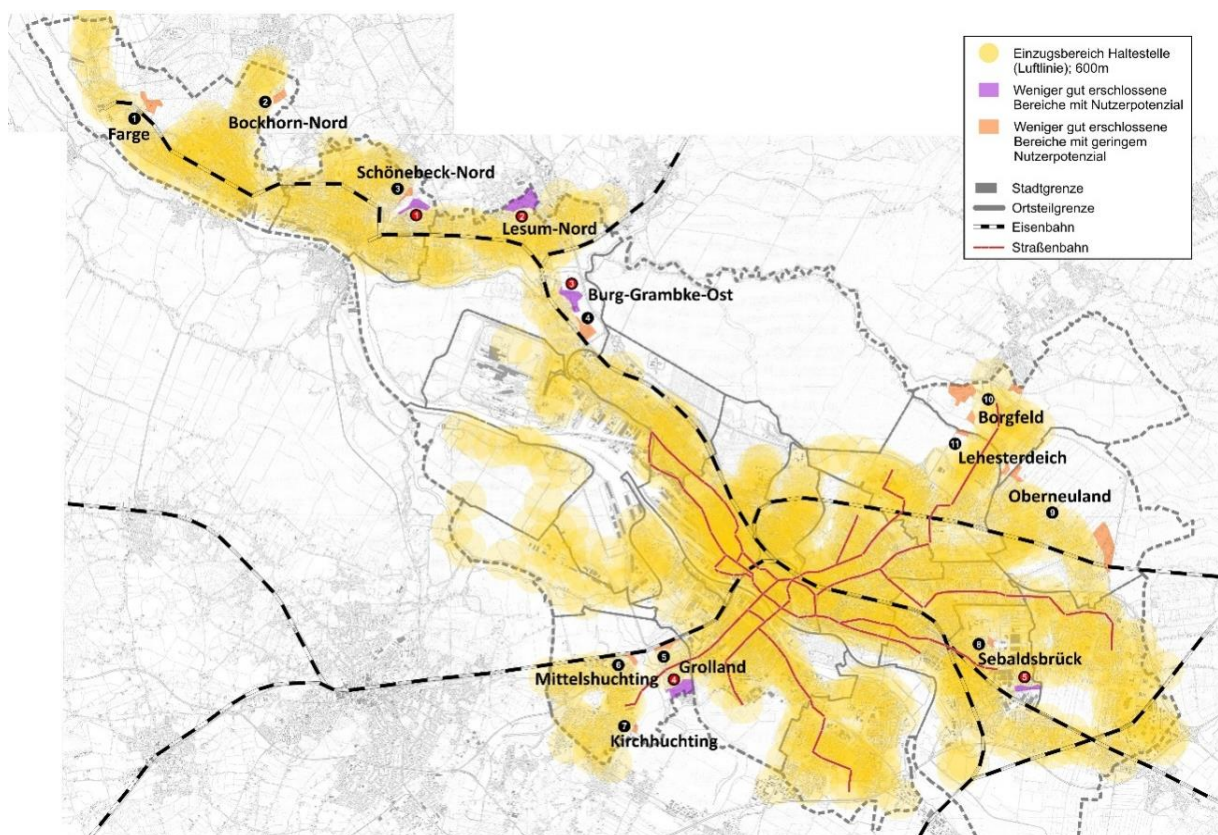 Einzugsbereich Haltestelle
(Luftlinie); 600m
Weniger gut erschlossene
Bereiche mit Nutzerpotenzial
Weniger gut erschlossene
Bereiche mit geringem
Nutzerpotenzial
Stadtgrenze
Ortsteilgrenze
Eisenbahn
Straßenbahn
1
Farge
2
Bockhorn-Nord
Schönebeck-Nord
3
1
2
Lesum-Nord
3
Burg-Grambke-Ost
4
10
Borgfeld
11
Lehesterdeich
Oberneuland
9
8
Sebaldsbrück
5
5
6
Grolland
Mittelshuchting
4
7
Kirchhuchting